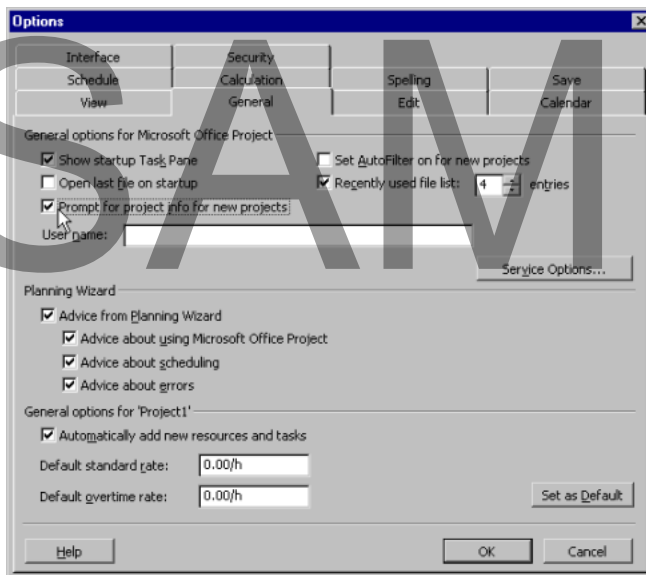 Options
Interface Security
Schedule Calculation Spelling Save
View General Edit Calendar
General options for Microsoft Office Project
Show startup Task Pane Set AutoFilter on for new projects
Open last file on startup Recently used file list: 4 entries
Prompt for project info for new projects
User name:
Service Options...
Planning Wizard
Advice from Planning Wizard
Advice about using Microsoft Office Project
Advice about scheduling
Advice about errors
General options for 'Project1'
Automatically add new resources and tasks
Default standard rate: 0.00/h
Default overtime rate: 0.00/h Set as Default
Help OK Cancel
SAM